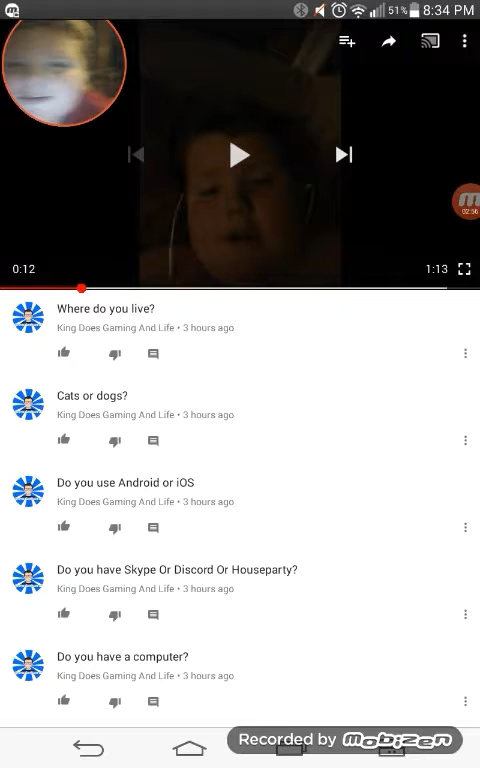 51% 8:34 PM
02:56
0:12 1:13
Where do you live?
King Does Gaming And Life • 3 hours ago
Cats or dogs?
King Does Gaming And Life • 3 hours ago
Do you use Android or iOS
King Does Gaming And Life • 3 hours ago
Do you have Skype Or Discord Or Houseparty?
King Does Gaming And Life • 3 hours ago
Do you have a computer?
King Does Gaming And Life • 3 hours ago
Recorded by mobizen